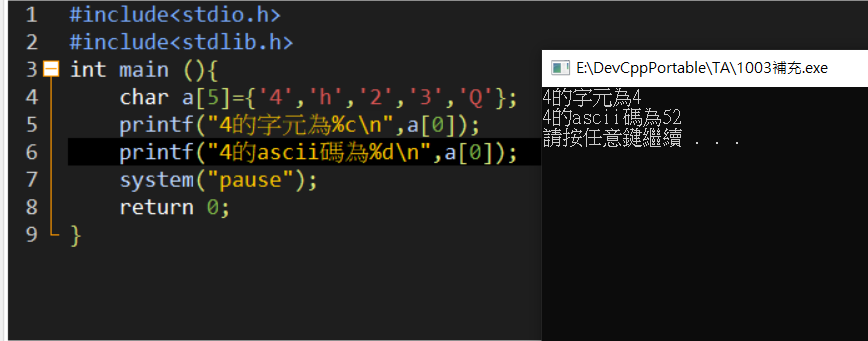 1 #include<stdio.h>
2 #include<stdlib.h>
3 int main (){
4 char a[5]={'4','h','2','3','Q'};
5 printf("4的字元為%c\n",a[0]);
6 printf("4的ascii碼為%d\n",a[0]);
7 system("pause");
8 return 0;
9 }
E:\DevCppPortable\TA\1003補充.exe
4的字元為4
4的ascii碼為52
請按任意鍵繼續 . . .